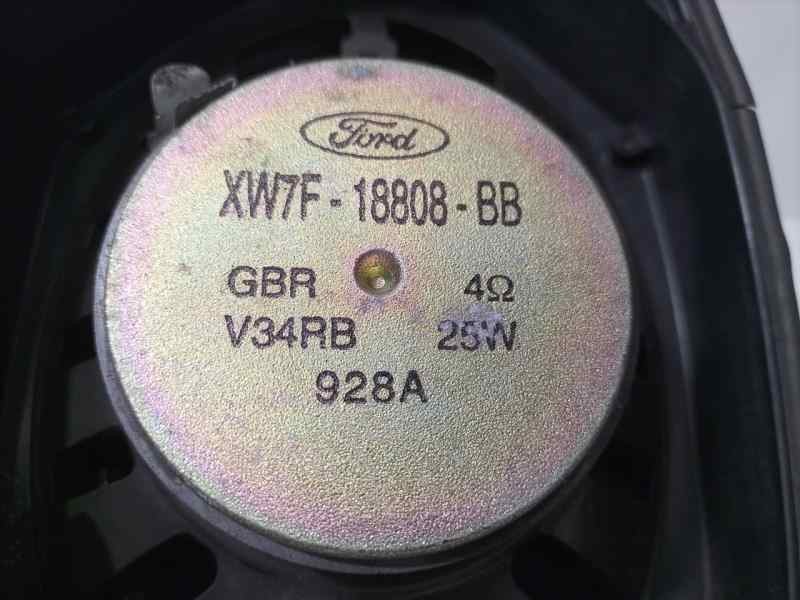 Ford
XW7F-18808-BB
GBR 4Ω
V34RB 25W
928A